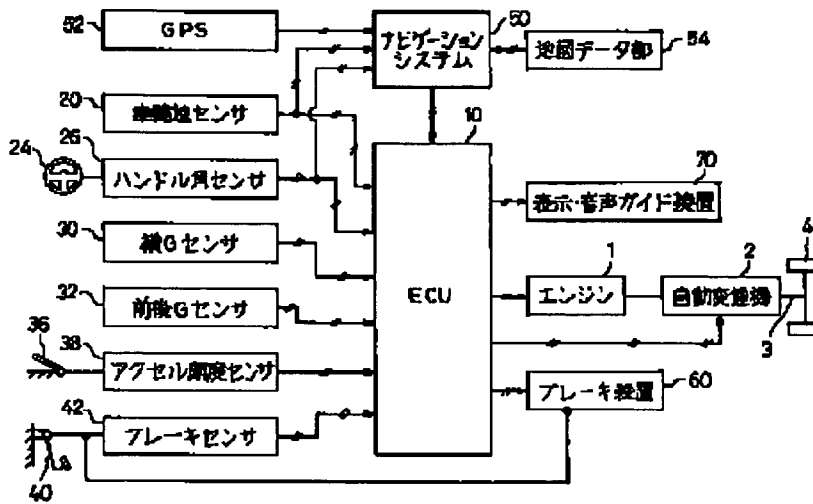 52
GPS
50
ナビゲーション
システム
地図データ部
54
20
車輪速センサ
10
24
26
ハンドル角センサ
70
表示・音声ガイド装置
30
横Gセンサ
ECU
1
エンジン
2
自動変速機
4
3
32
前後Gセンサ
36
38
アクセル開度センサ
ブレーキ装置
60
42
ブレーキセンサ
40